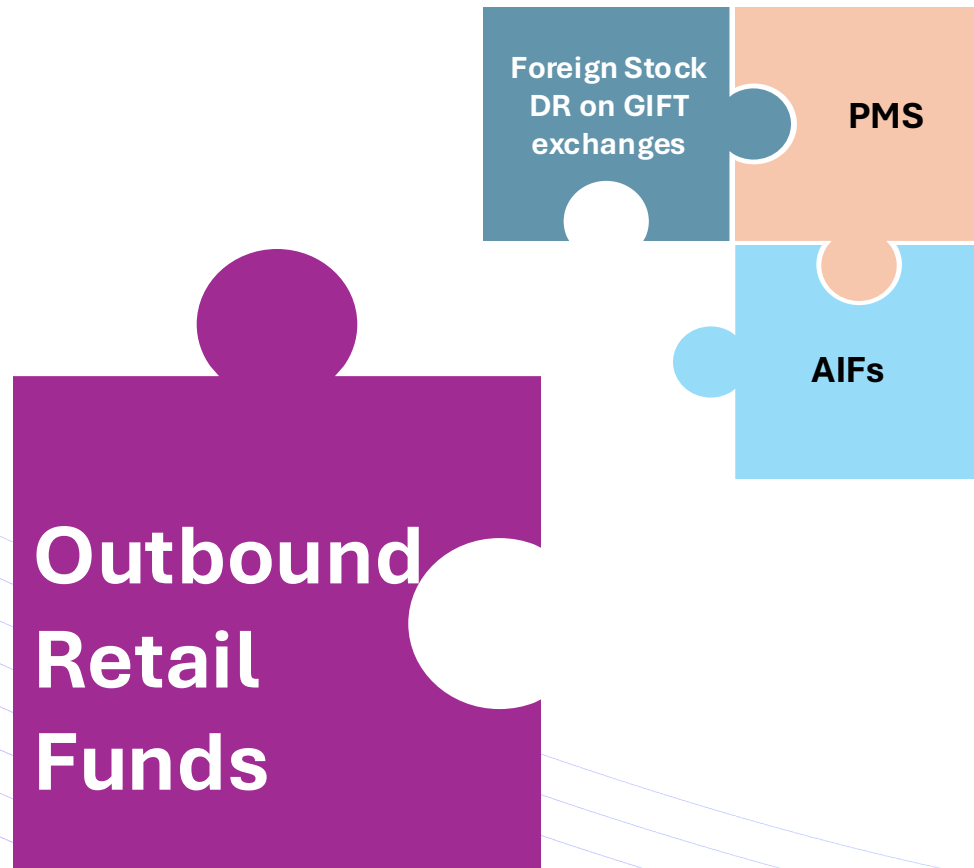 Foreign Stock
DR on GIFT
exchanges
PMS
AIFs
Outbound
Retail
Funds